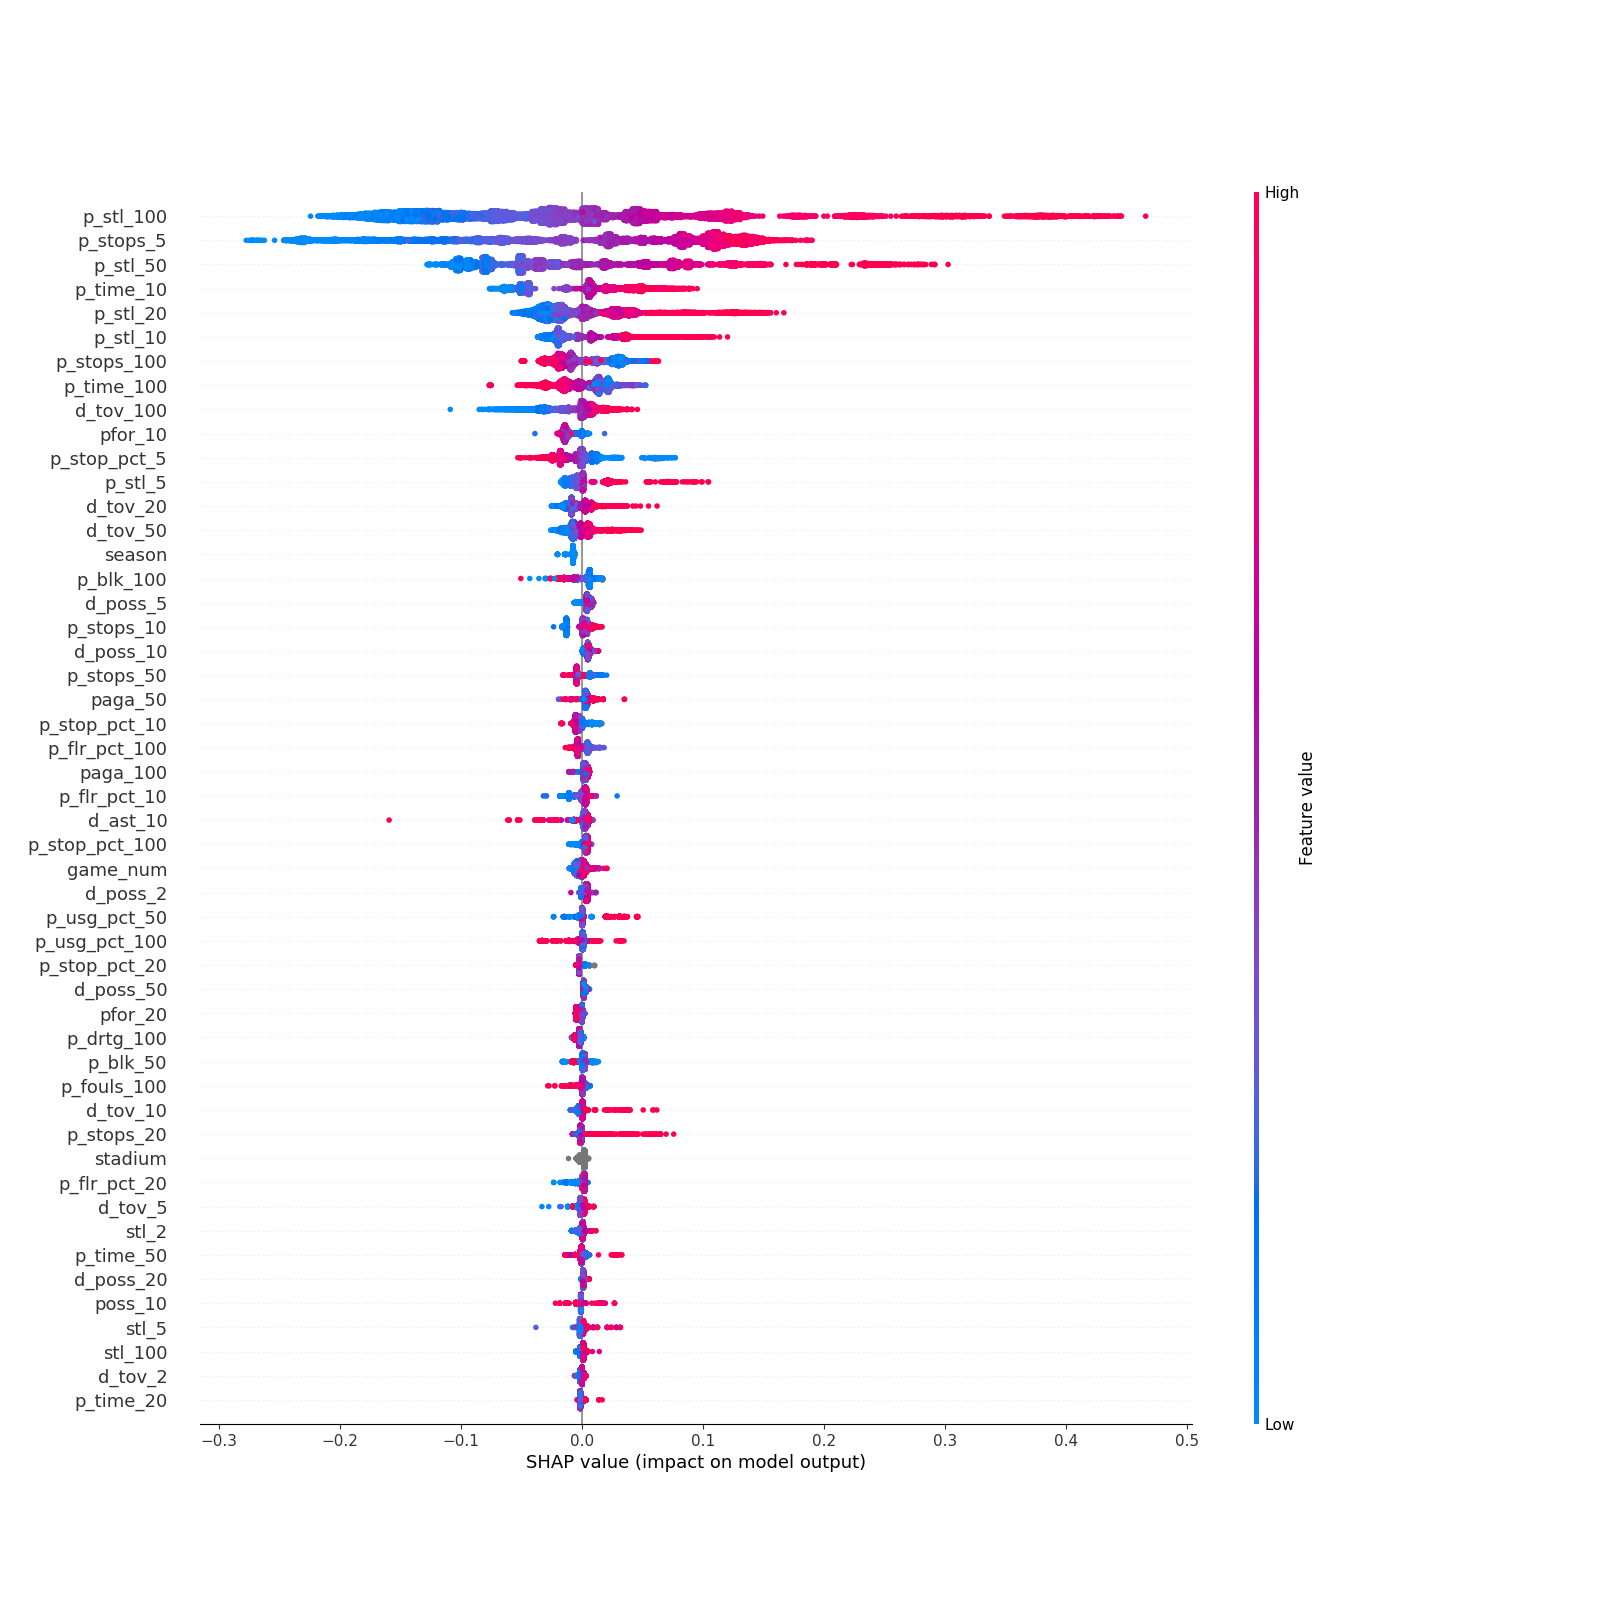 High
p_stl_100
p_stops_5
p_stl_50
p_time_10
p_stl_20
p_stl_10
p_stops_100
p_time_100
d_tov_100
pfor_10
p_stop_pct_5
p_stl_5
d_tov_20
d_tov_50
season
p_blk_100
d_poss_5
p_stops_10
d_poss_10
p_stops_50
paga_50
p_stop_pct_10
p_flr_pct_100
paga_100
p_flr_pct_10
d_ast_10
p_stop_pct_100
game_num
d_poss_2
p_usg_pct_50
p_usg_pct_100
p_stop_pct_20
d_poss_50
pfor_20
p_drtg_100
p_blk_50
p_fouls_100
d_tov_10
p_stops_20
stadium
p_flr_pct_20
d_tov_5
stl_2
p_time_50
d_poss_20
poss_10
stl_5
stl_100
d_tov_2
p_time_20
Feature value
Low
−0.3 −0.2 −0.1 0.0 0.1 0.2 0.3 0.4 0.5
SHAP value (impact on model output)